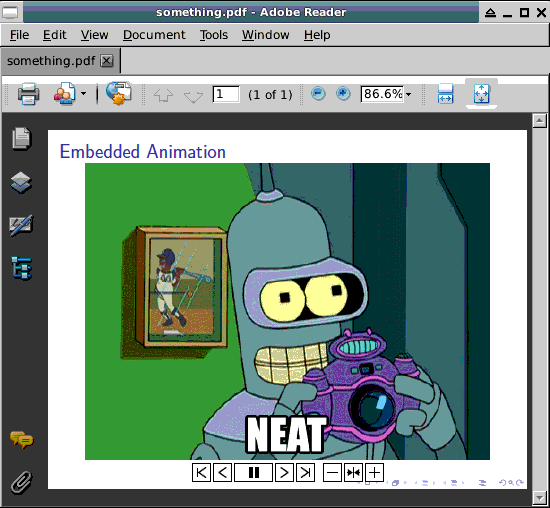 something.pdf - Adobe Reader
File Edit View Document Tools Window Help
something.pdf
1 (1 of 1) 86.6%
Embedded Animation
44
NEAT